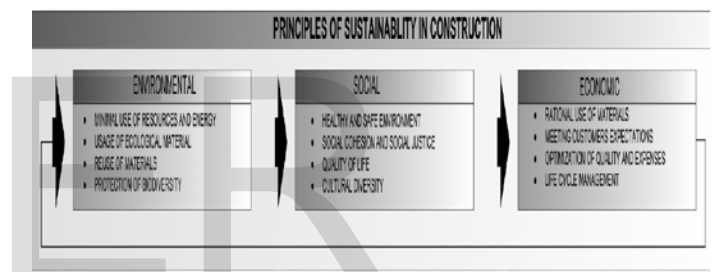 PRINCIPLES OF SUSTAINABLITY IN CONSTRUCTION
ENVIRONMENTAL
• MINIMAL USE OF RESOURCES AND ENERGY
• USAGE OF ECOLOGICAL MATERIAL
• REUSE OF MATERIALS
• PROTECTION OF BIODIVERSITY
SOCIAL
• HEALTHY AND SAFE ENVIRONMENT
• SOCIAL COHESION AND SOCIAL JUSTICE
• QUALITY OF LIFE
• CULTURAL DIVERSITY
ECONOMIC
• RATIONAL USE OF MATERIALS
• MEETING CUSTOMERS EXPECTATIONS
• OPTIMIZATION OF QUALITY AND EXPENSES
• LIFE CYCLE MANAGEMENT